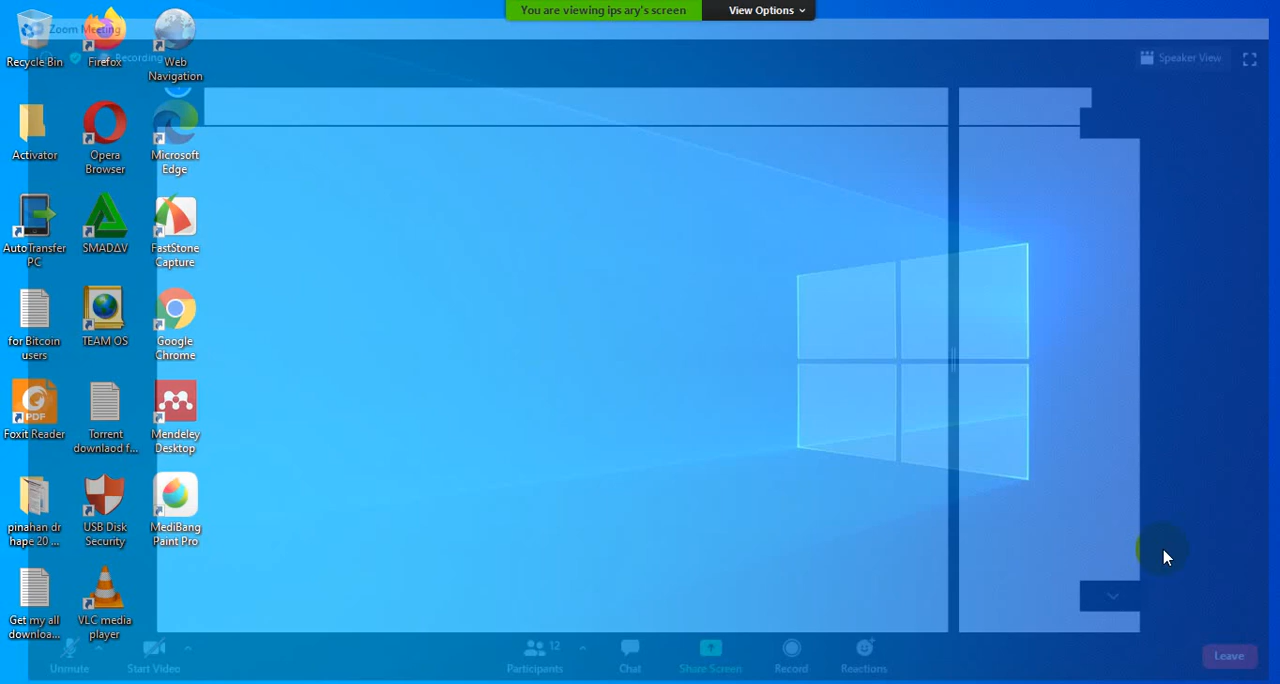 You are viewing ips ary's screen
View Options
Zoom Meeting
Recording
Speaker View
Recycle Bin
Firefox
Web
Navigation
Activator
Opera
Browser
Microsoft
Edge
AutoTransfer
PC
SMADΔV
FastStone
Capture
for Bitcoin
users
TEAM OS
Google
Chrome
PDF
Foxit Reader
Torrent
downlaod f...
Mendeley
Desktop
pinahan dr
hape 20 ...
USB Disk
Security
MediBang
Paint Pro
Get my all
downloa...
VLC media
player
Unmute
Start Video
12
Participants
Chat
Share Screen
Record
Reactions
Leave